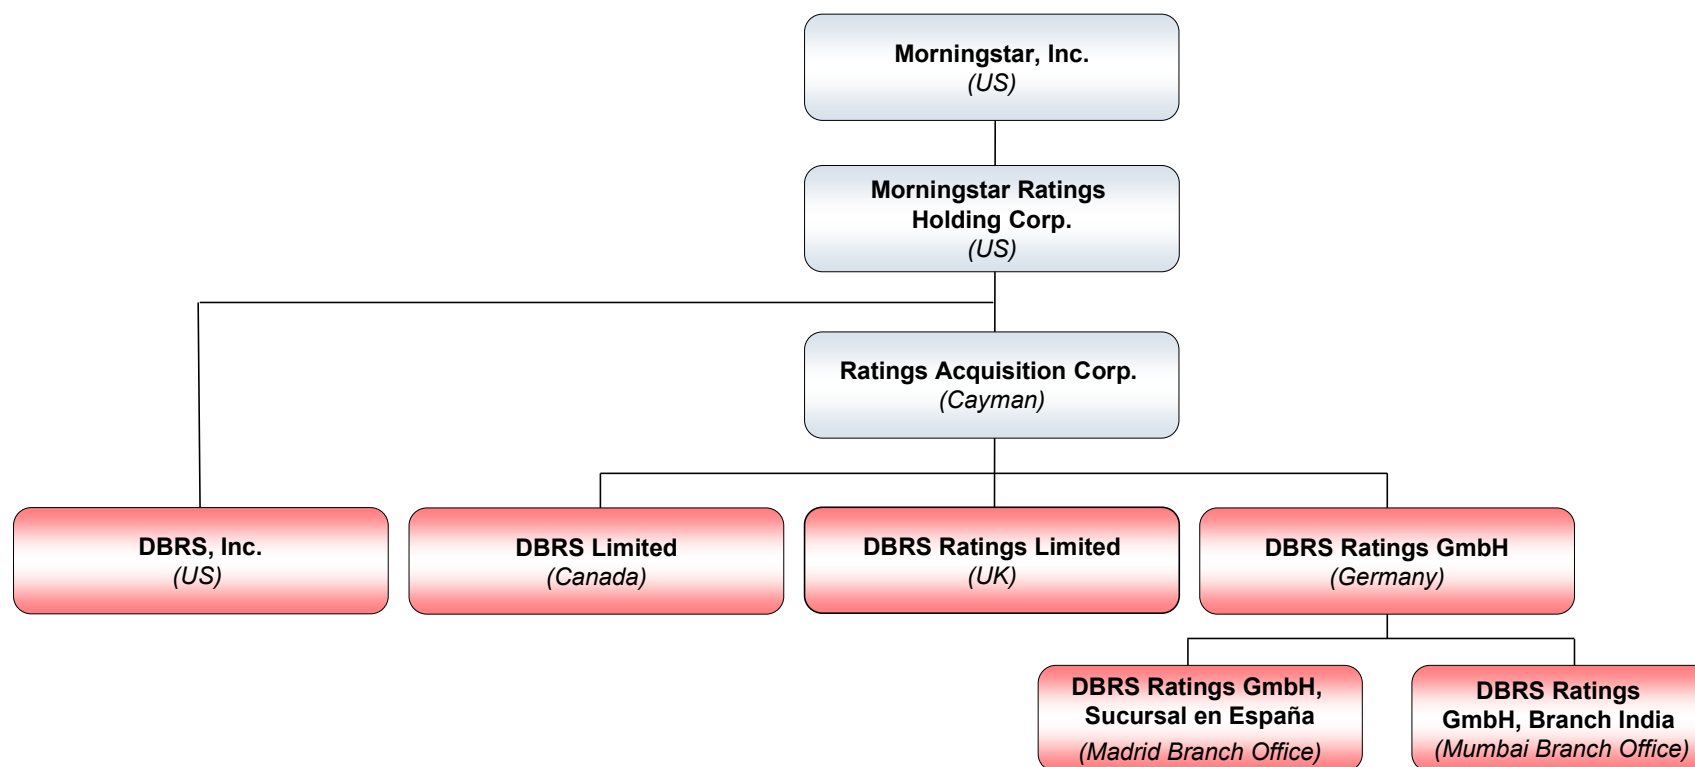 Morningstar, Inc.
(US)
Morningstar Ratings
Holding Corp.
(US)
Ratings Acquisition Corp.
(Cayman)
DBRS, Inc.
(US)
DBRS Limited
(Canada)
DBRS Ratings Limited
(UK)
DBRS Ratings GmbH
(Germany)
DBRS Ratings GmbH,
Sucursal en España
(Madrid Branch Office)
DBRS Ratings
GmbH, Branch India
(Mumbai Branch Office)